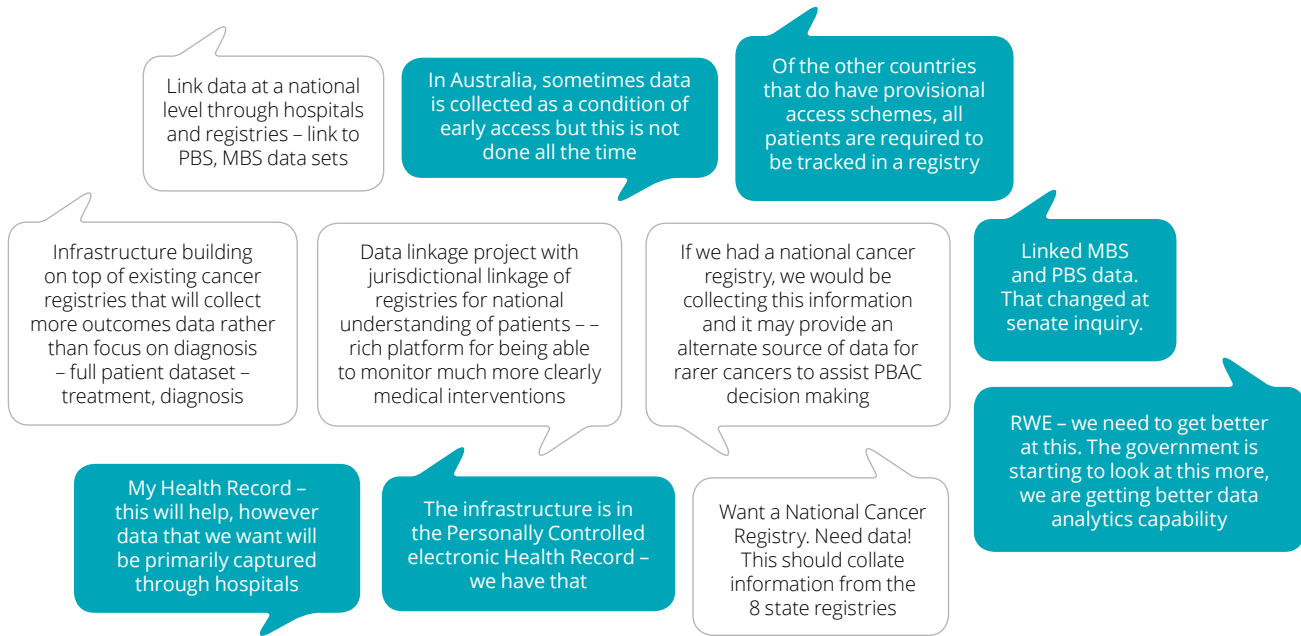 Link data at a national
level through hospitals
and registries – link to
PBS, MBS data sets
In Australia, sometimes data
is collected as a condition of
early access but this is not
done all the time
Of the other countries
that do have provisional
access schemes, all
patients are required to
be tracked in a registry
Infrastructure building
on top of existing cancer
registries that will collect
more outcomes data rather
than focus on diagnosis
– full patient dataset –
treatment, diagnosis
Data linkage project with
jurisdictional linkage of
registries for national
understanding of patients – –
rich platform for being able
to monitor much more clearly
medical interventions
If we had a national cancer
registry, we would be
collecting this information
and it may provide an
alternate source of data for
rarer cancers to assist PBAC
decision making
Linked MBS
and PBS data.
That changed at
senate inquiry.
RWE – we need to get better
at this. The government is
starting to look at this more,
we are getting better data
analytics capability
My Health Record –
this will help, however
data that we want will
be primarily captured
through hospitals
The infrastructure is in
the Personally Controlled
electronic Health Record –
we have that
Want a National Cancer
Registry. Need data!
This should collate
information from the
8 state registries